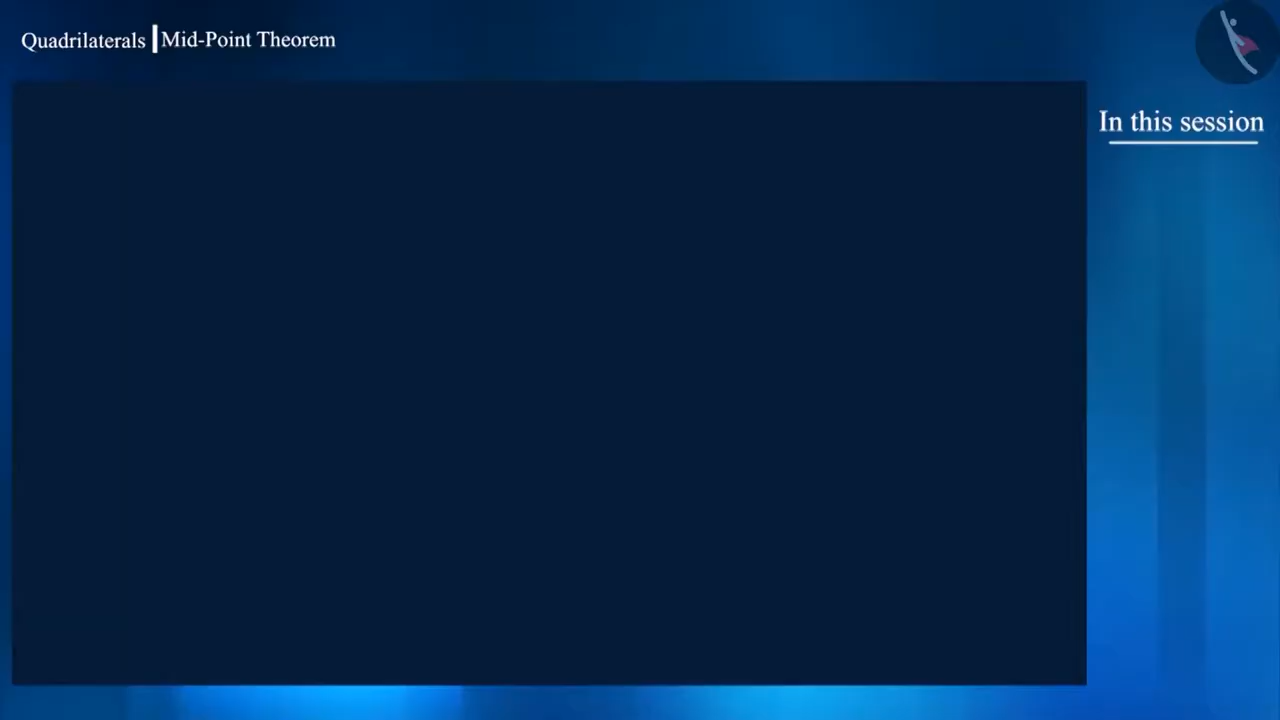 Quadrilaterals | Mid-Point Theorem
In this session